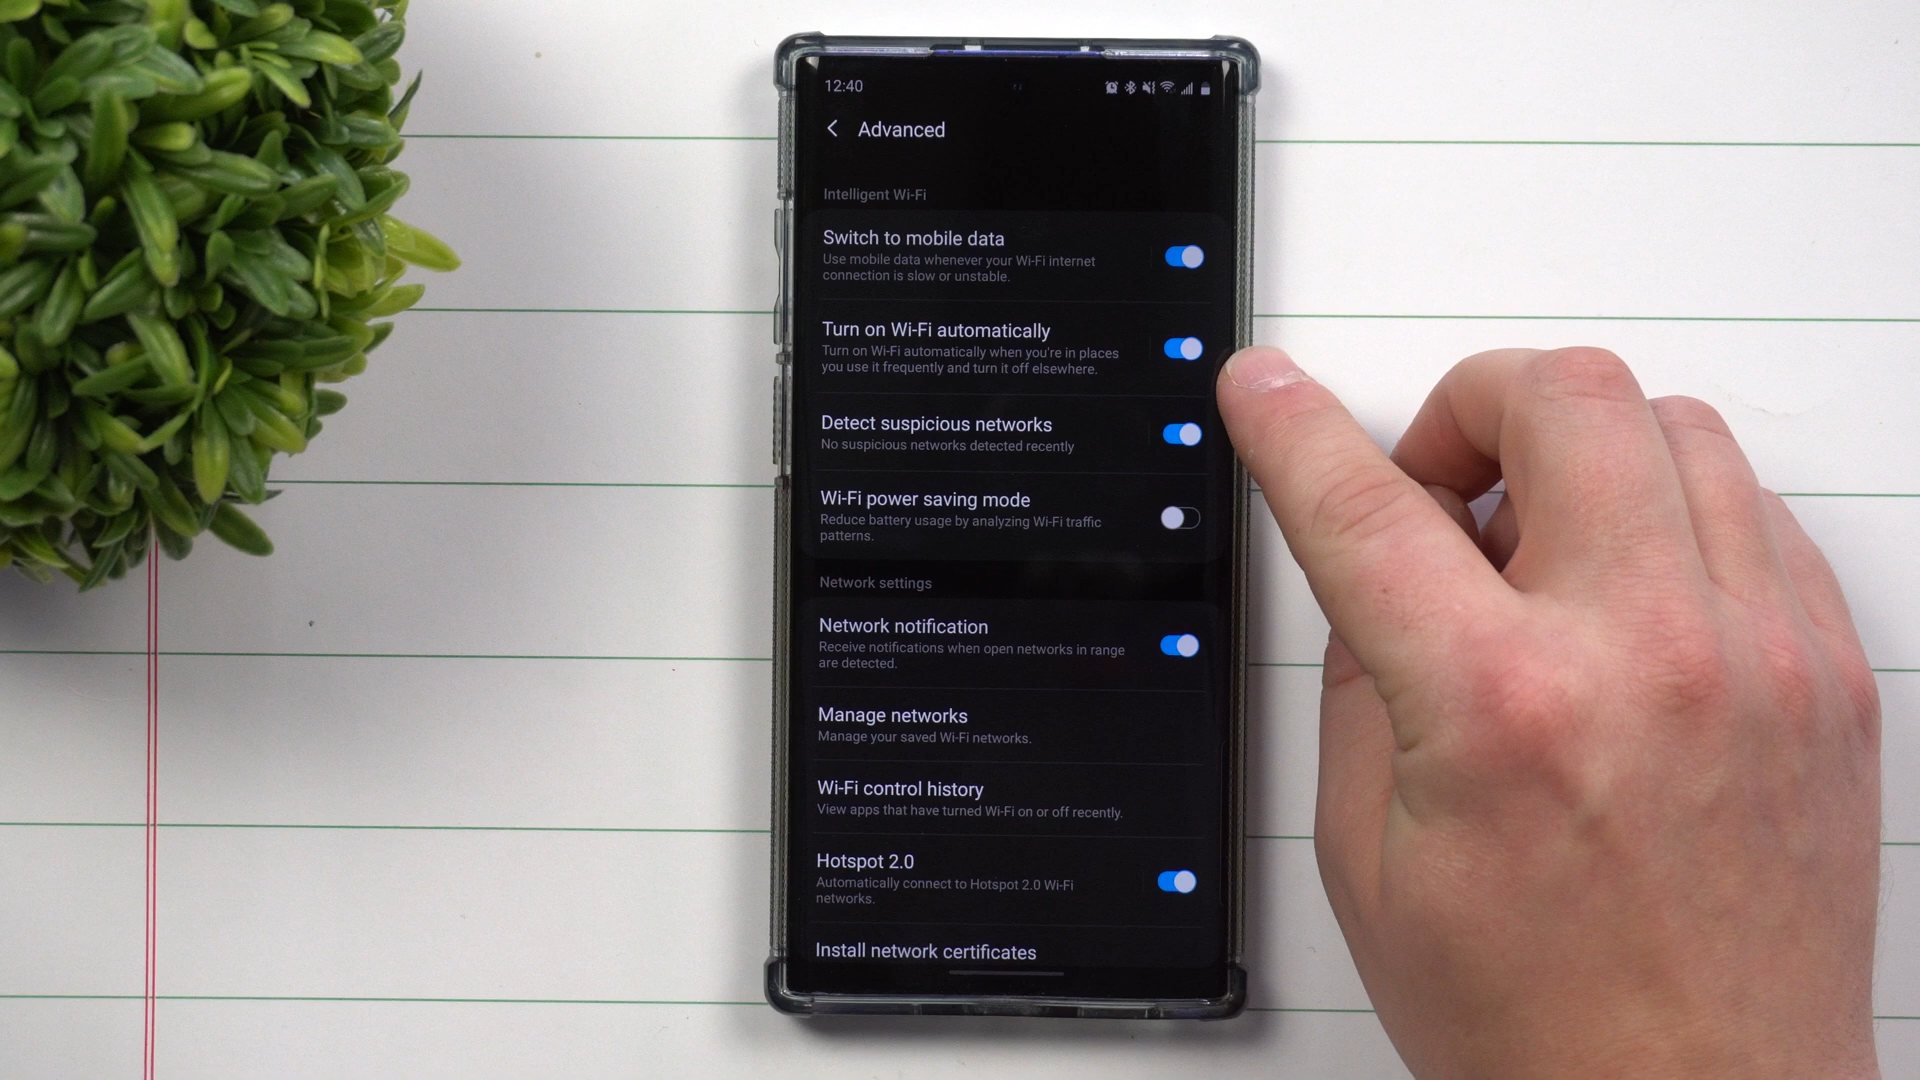 12:40
Advanced
Intelligent Wi-Fi
Switch to mobile data
Use mobile data whenever your Wi-Fi internet
connection is slow or unstable.
Turn on Wi-Fi automatically
Turn on Wi-Fi automatically when you're in places
you use it frequently and turn it off elsewhere.
Detect suspicious networks
No suspicious networks detected recently
Wi-Fi power saving mode
Reduce battery usage by analyzing Wi-Fi traffic
patterns.
Network settings
Network notification
Receive notifications when open networks in range
are detected.
Manage networks
Manage your saved Wi-Fi networks.
Wi-Fi control history
View apps that have turned Wi-Fi on or off recently.
Hotspot 2.0
Automatically connect to Hotspot 2.0 Wi-Fi
networks.
Install network certificates